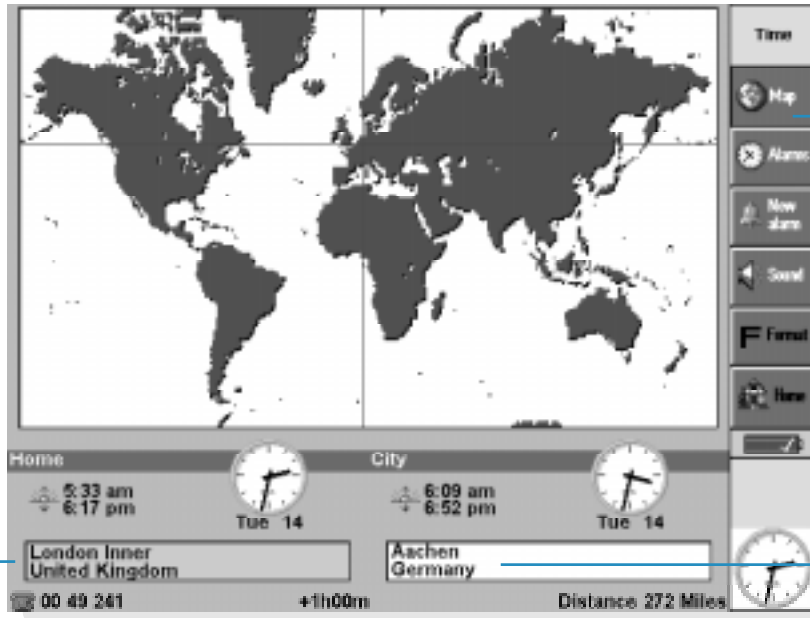 Time
Map
Alarms
New
alarm
Sound
Format
Home
Home
City
5:33 am
6:17 pm
Tue 14
6:09 am
6:52 pm
Tue 14
London Inner
United Kingdom
Aachen
Germany
00 49 241
+1h00m
Distance 272 Miles